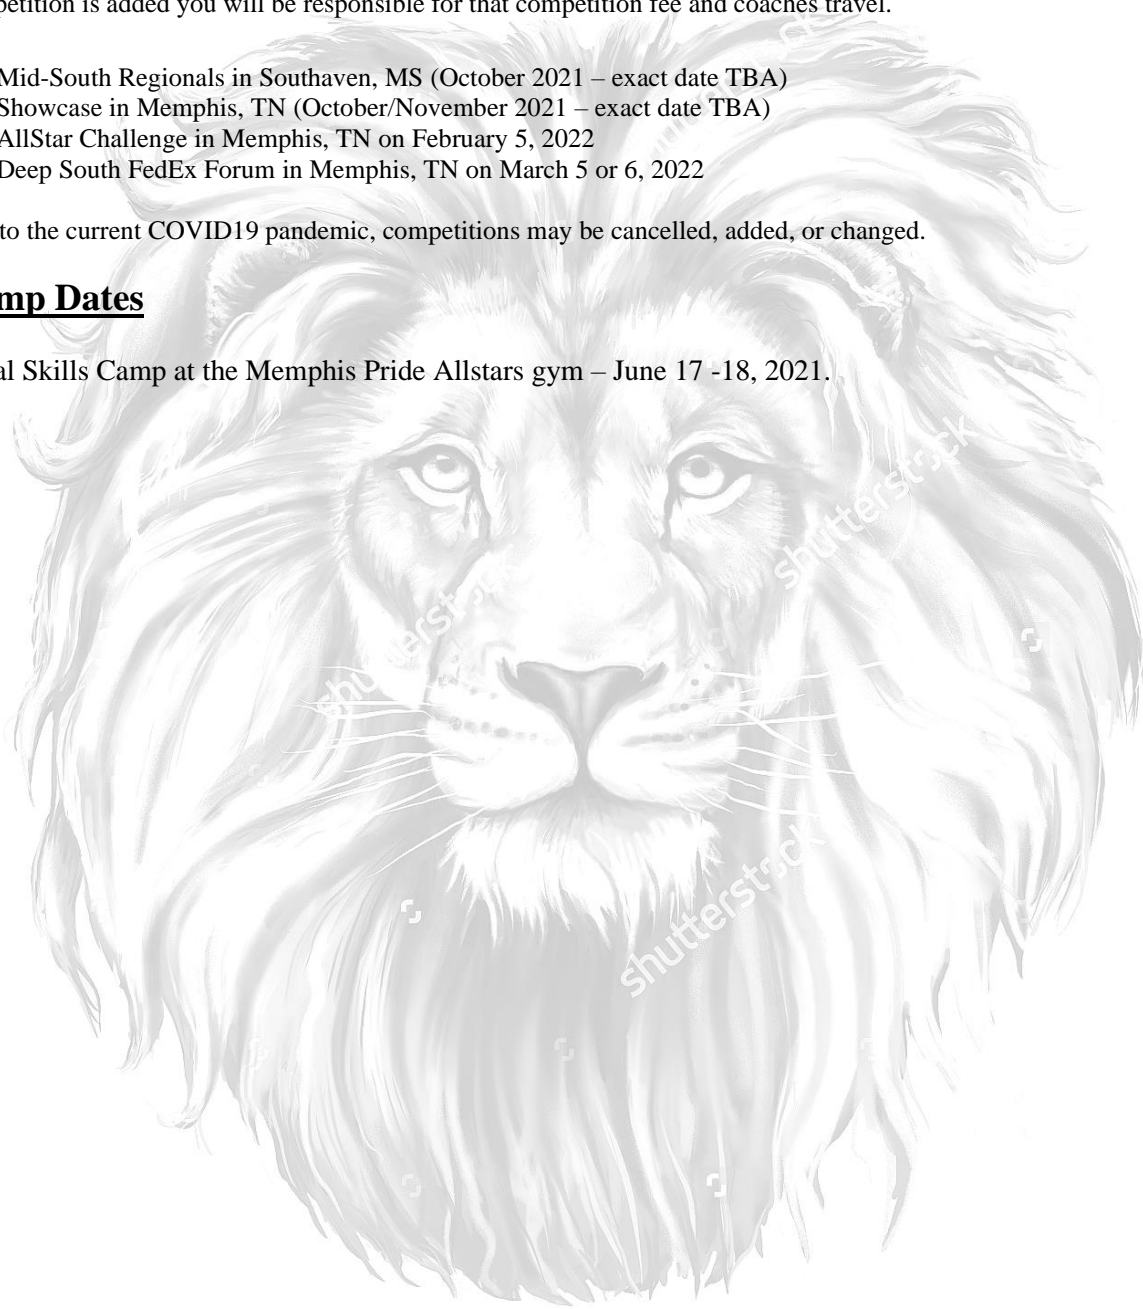 petition is added you will be responsible for that competition fee and coaches travel.
Mid-South Regionals in Southaven, MS (October 2021 – exact date TBA)
Showcase in Memphis, TN (October/November 2021 – exact date TBA)
AllStar Challenge in Memphis, TN on February 5, 2022
Deep South FedEx Forum in Memphis, TN on March 5 or 6, 2022
to the current COVID19 pandemic, competitions may be cancelled, added, or changed.
mp Dates
al Skills Camp at the Memphis Pride Allstars gym – June 17 -18, 2021.
shutterstock
shutterstock
shutterstock